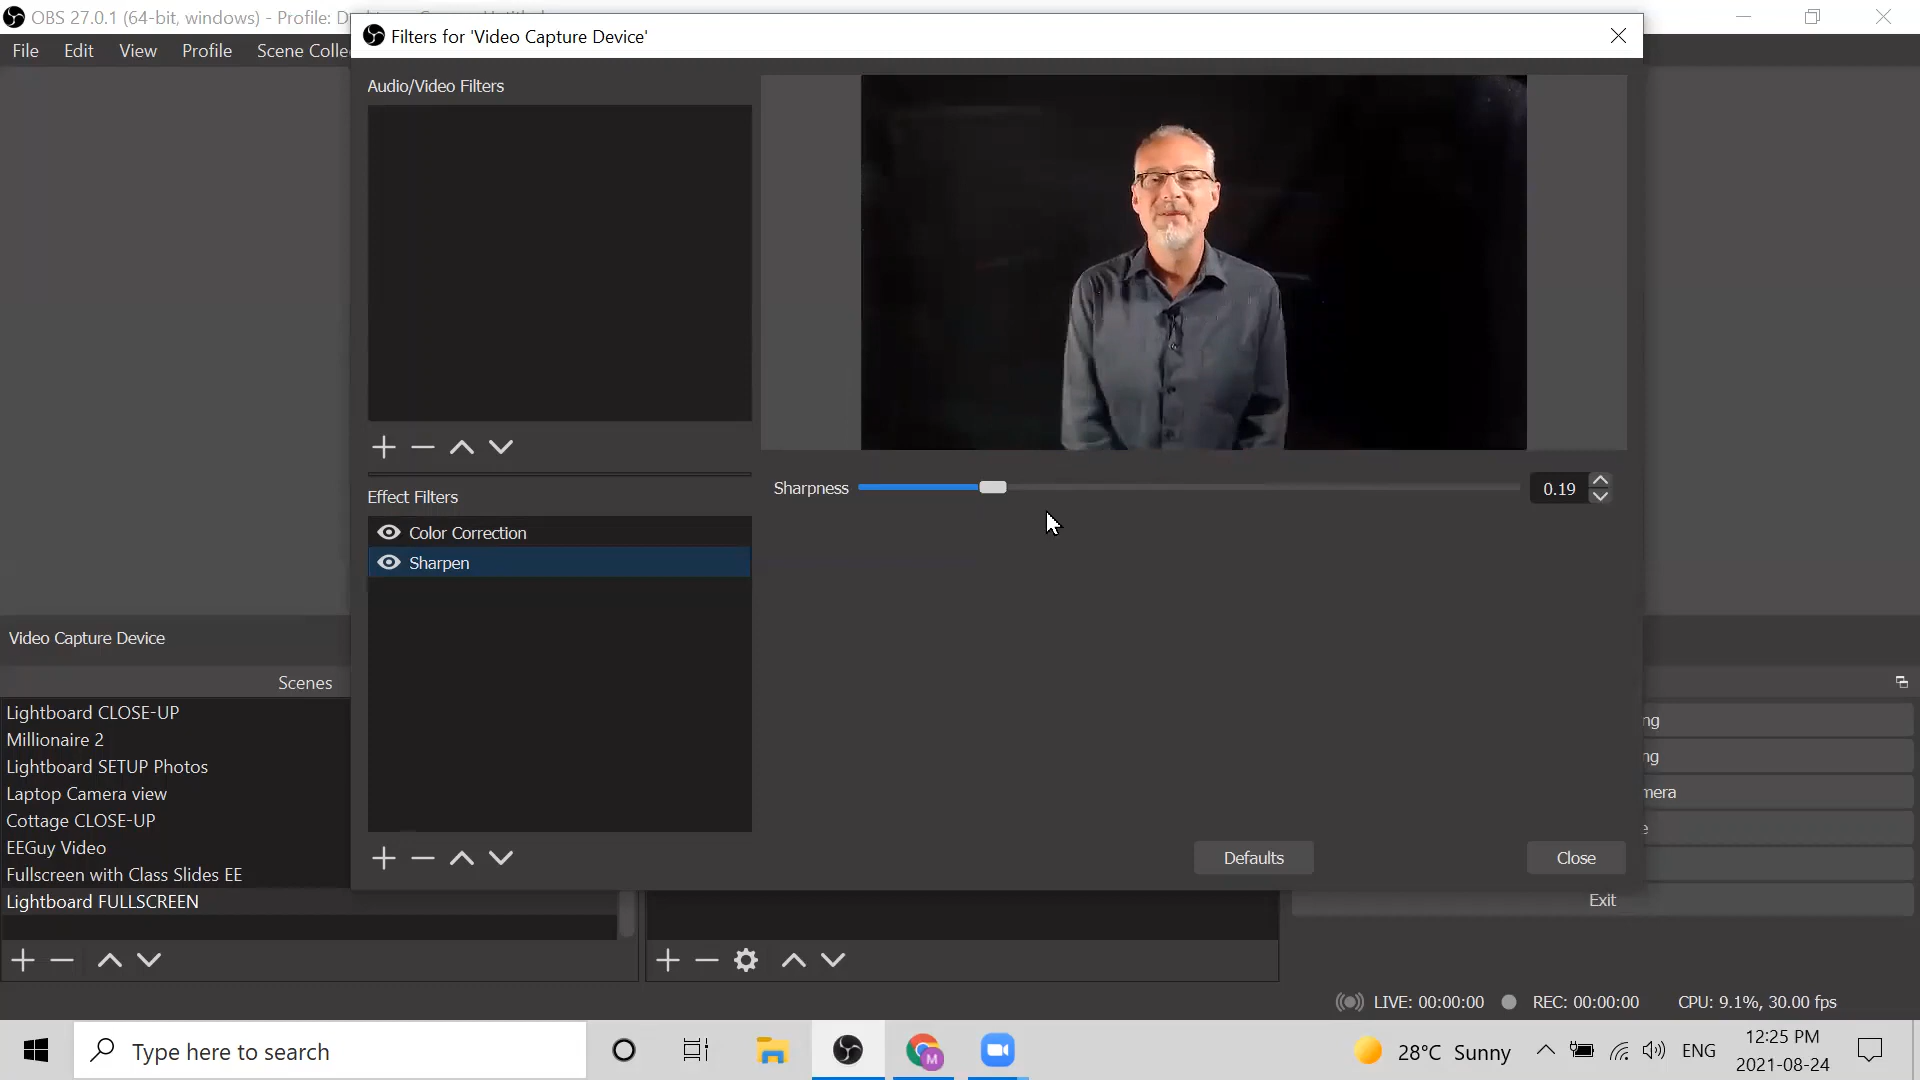 OBS 27.0.1 (64-bit, windows) - Profile:
Filters for 'Video Capture Device'
File Edit View Profile Scene Colle
Audio/Video Filters
Sharpness 0.19
Effect Filters
Color Correction
Sharpen
Video Capture Device
Scenes
Lightboard CLOSE-UP
ng
Millionaire 2
ng
Lightboard SETUP Photos
Laptop Camera view
mera
Cottage CLOSE-UP
e
EEGuy Video
Defaults Close
Fullscreen with Class Slides EE
Lightboard FULLSCREEN
Exit
LIVE: 00:00:00 REC: 00:00:00 CPU: 9.1%, 30.00 fps
Type here to search
M
28°C Sunny
ENG
12:25 PM
2021-08-24